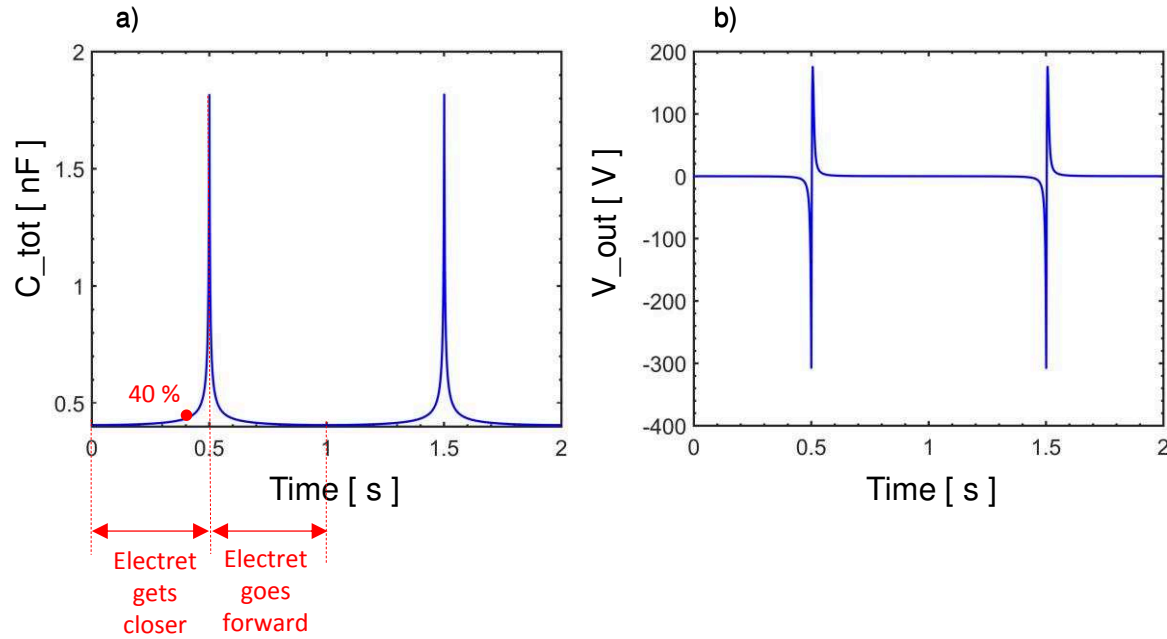 a)
2
1.5
1
0.5
C_tot [ nF ]
40 %
0 0.5 1 1.5 2
Time [ s ]
Electret
gets
closer
Electret
goes
forward
b)
200
100
0
-100
-200
-300
-400
V_out [ V ]
0 0.5 1 1.5 2
Time [ s ]